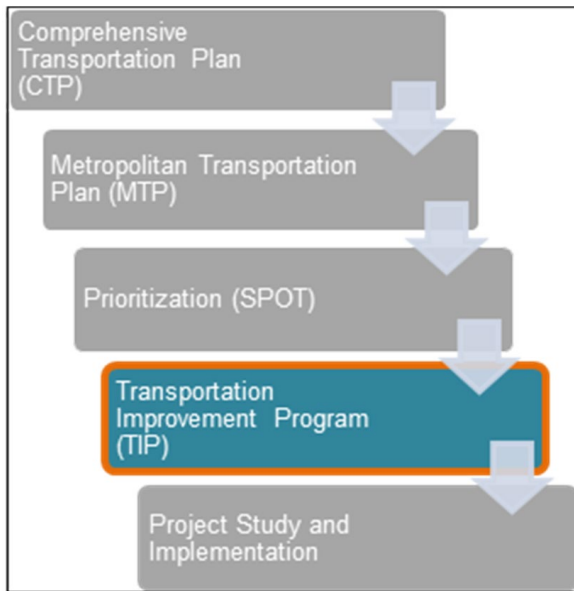 Comprehensive
Transportation Plan
(CTP)
Metropolitan Transportation
Plan (MTP)
Prioritization (SPOT)
Transportation
Improvement Program
(TIP)
Project Study and
Implementation